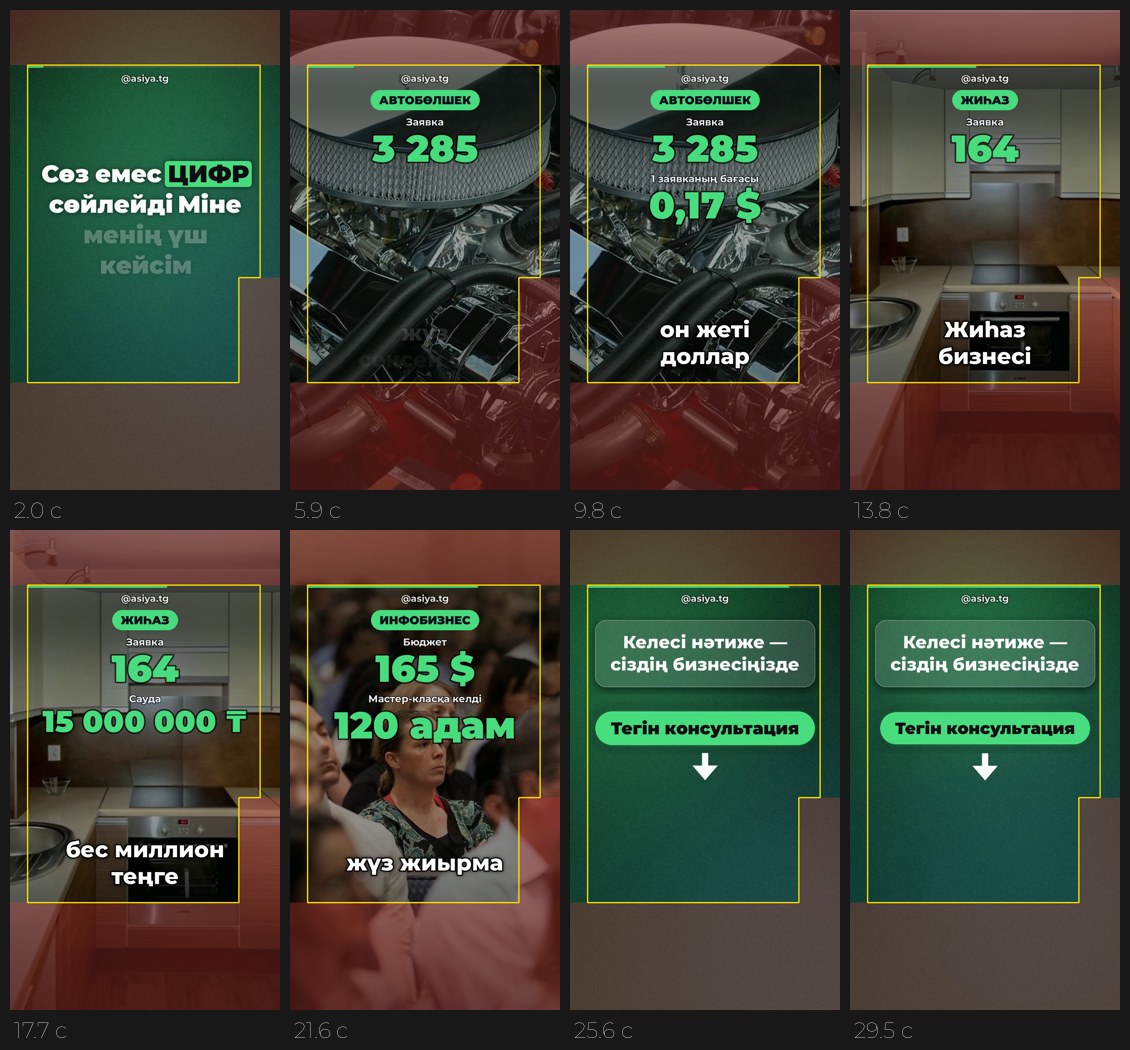 @asiya.tg
Сөз емес ЦИФР
сөйлейді Міне
менің үш
кейсім
2.0 с
@asiya.tg
АВТОБӨЛШЕК
Заявка
3 285
жүз
5.9 с
@asiya.tg
АВТОБӨЛШЕК
Заявка
3 285
1 заявканың бағасы
0,17 $
он жеті
доллар
9.8 с
@asiya.tg
ЖИҺАЗ
Заявка
164
Жиһаз
бизнесі
13.8 с
@asiya.tg
ЖИҺАЗ
Заявка
164
Сауда
15 000 000 ₸
бес миллион
теңге
17.7 с
@asiya.tg
ИНФОБИЗНЕС
Бюджет
165 $
Мастер-класқа келді
120 адам
жүз жиырма
21.6 с
@asiya.tg
Келесі нәтиже —
сіздің бизнесіңізде
Тегін консультация
25.6 с
@asiya.tg
Келесі нәтиже —
сіздің бизнесіңізде
Тегін консультация
29.5 с